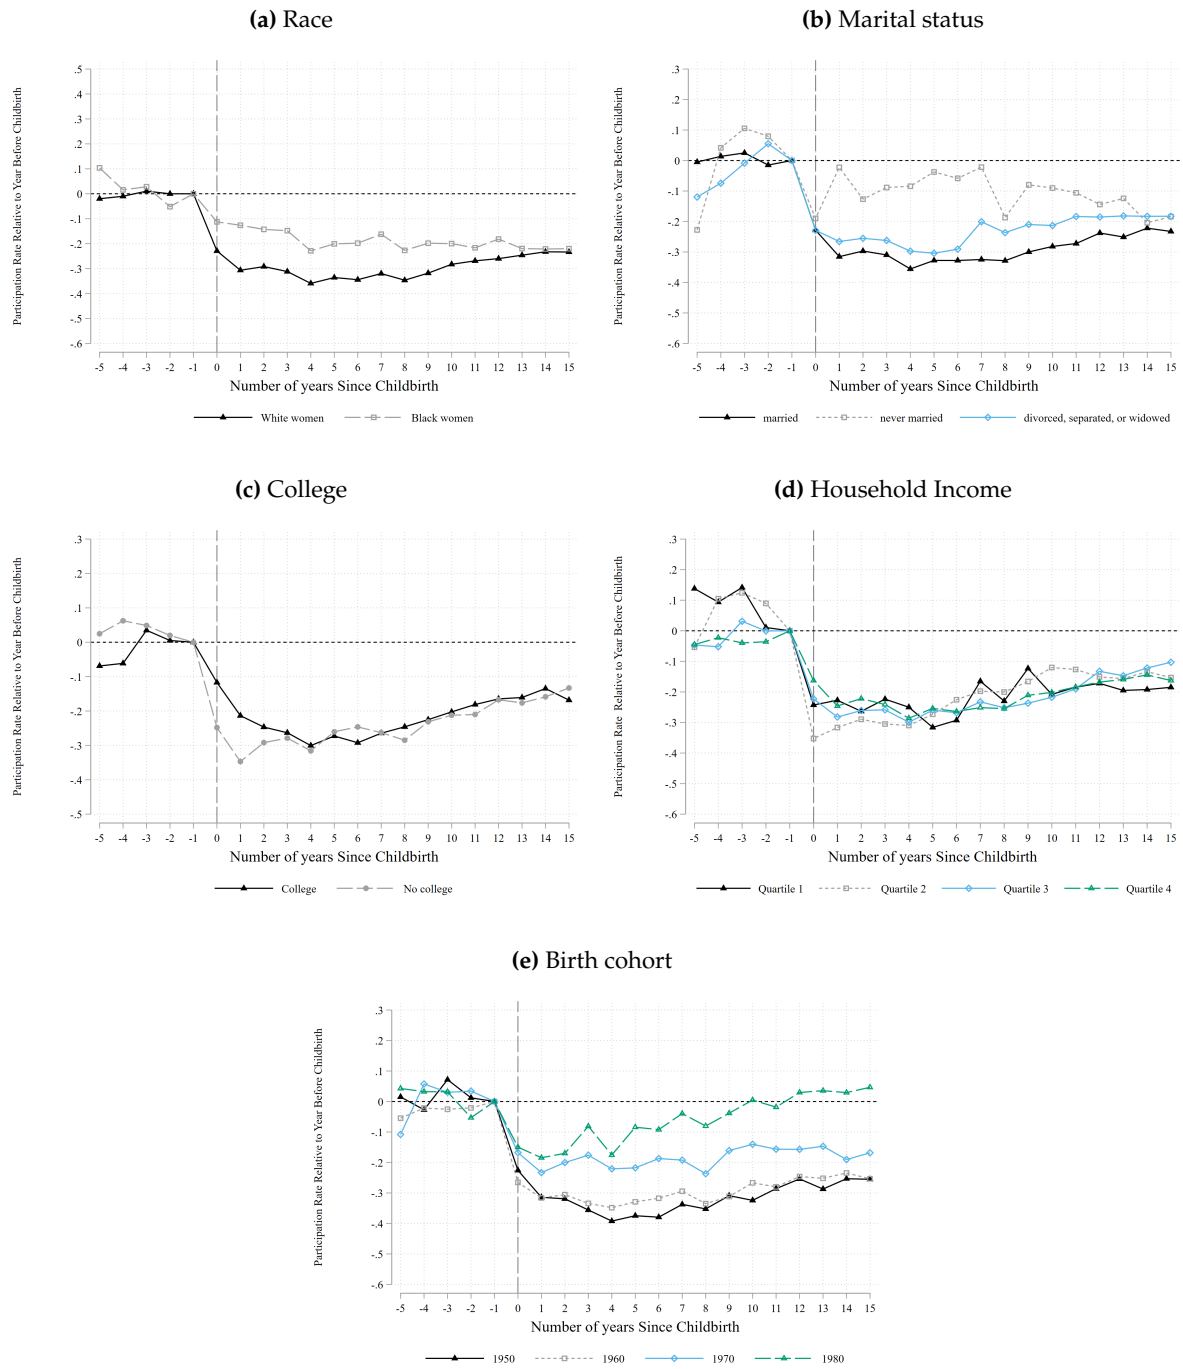 (a) Race
Participation Rate Relative to Year Before Childbirth
.5
.4
.3
.2
.1
0
-.1
-.2
-.3
-.4
-.5
-.6
-5 -4 -3 -2 -1 0 1 2 3 4 5 6 7 8 9 10 11 12 13 14 15
Number of years Since Childbirth
White women Black women
(b) Marital status
Participation Rate Relative to Year Before Childbirth
.3
.2
.1
0
-.1
-.2
-.3
-.4
-.5
-.6
-5 -4 -3 -2 -1 0 1 2 3 4 5 6 7 8 9 10 11 12 13 14 15
Number of years Since Childbirth
married never married divorced, separated, or widowed
(c) College
Participation Rate Relative to Year Before Childbirth
.3
.2
.1
0
-.1
-.2
-.3
-.4
-.5
-5 -4 -3 -2 -1 0 1 2 3 4 5 6 7 8 9 10 11 12 13 14 15
Number of years Since Childbirth
College No college
(d) Household Income
Participation Rate Relative to Year Before Childbirth
.3
.2
.1
0
-.1
-.2
-.3
-.4
-.5
-.6
-5 -4 -3 -2 -1 0 1 2 3 4 5 6 7 8 9 10 11 12 13 14 15
Number of years Since Childbirth
Quartile 1 Quartile 2 Quartile 3 Quartile 4
(e) Birth cohort
Participation Rate Relative to Year Before Childbirth
.3
.2
.1
0
-.1
-.2
-.3
-.4
-.5
-.6
-5 -4 -3 -2 -1 0 1 2 3 4 5 6 7 8 9 10 11 12 13 14 15
Number of years Since Childbirth
1950 1960 1970 1980